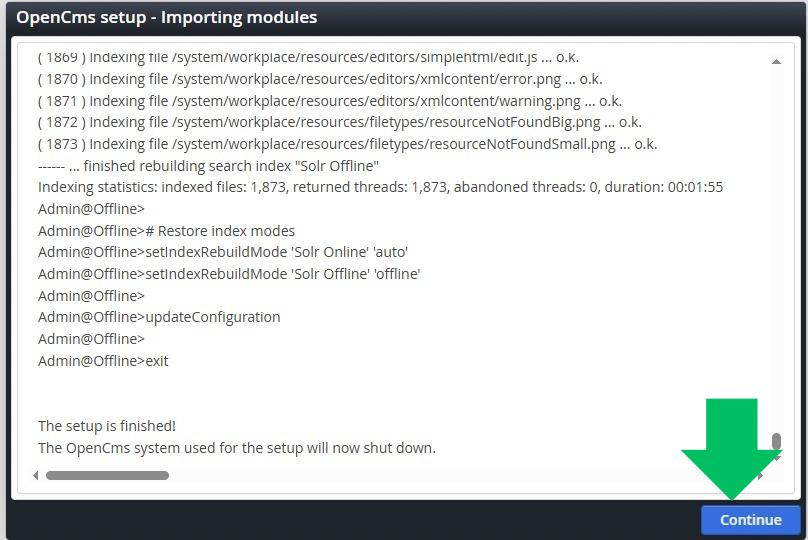 OpenCms setup - Importing modules
( 1869 ) Indexing file /system/workplace/resources/editors/simplehtml/edit.js ... o.k.
( 1870 ) Indexing file /system/workplace/resources/editors/xmlcontent/error.png ... o.k.
( 1871 ) Indexing file /system/workplace/resources/editors/xmlcontent/warning.png ... o.k.
( 1872 ) Indexing file /system/workplace/resources/filetypes/resourceNotFoundBig.png ... o.k.
( 1873 ) Indexing file /system/workplace/resources/filetypes/resourceNotFoundSmall.png ... o.k.
------ ... finished rebuilding search index "Solr Offline"
Indexing statistics: indexed files: 1,873, returned threads: 1,873, abandoned threads: 0, duration: 00:01:55
Admin@Offline>
Admin@Offline># Restore index modes
Admin@Offline>setIndexRebuildMode 'Solr Online' 'auto'
Admin@Offline>setIndexRebuildMode 'Solr Offline' 'offline'
Admin@Offline>
Admin@Offline>updateConfiguration
Admin@Offline>
Admin@Offline>exit
The setup is finished!
The OpenCms system used for the setup will now shut down.
Continue